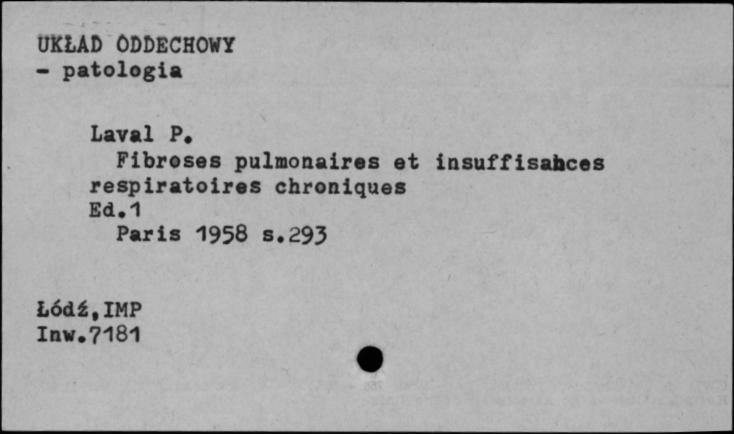 UKŁAD ODDECHOWY
- patologia
Laval P.
Fibroses pulmonaires et insuffisahces
respiratoires chroniques
Ed.1
Paris 1958 s.293
Łódź,IMP
Inw.7181